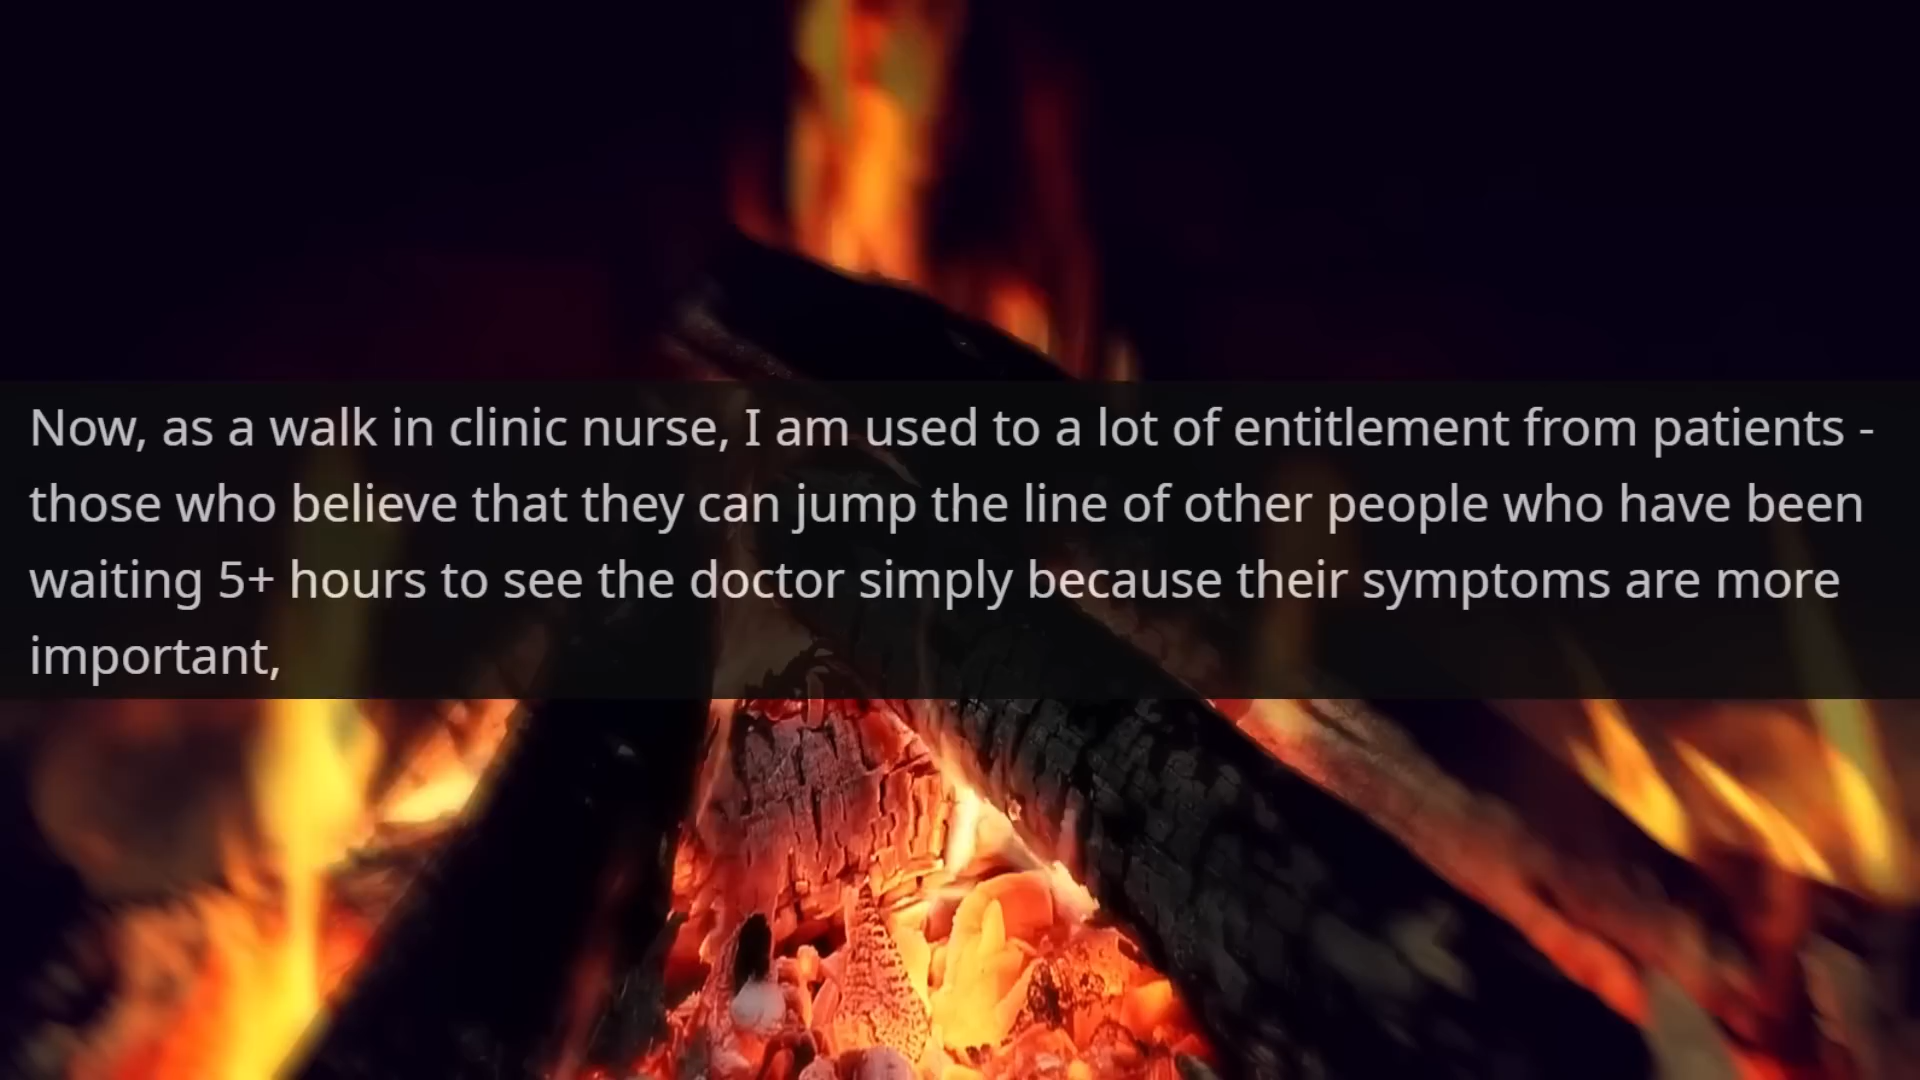 Now, as a walk in clinic nurse, I am used to a lot of entitlement from patients -
those who believe that they can jump the line of other people who have been
waiting 5+ hours to see the doctor simply because their symptoms are more
important,